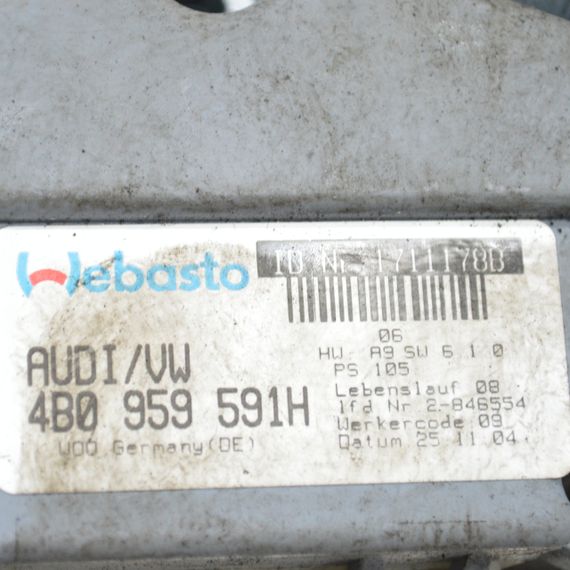 Webasto
ID Nr 1711178B
06
HW. A9 SW 6 1 0
PS 105
Lebenslauf 08
lfd Nr 2-846554
Werkercode 09
Datum 25 11 04
AUDI/VW
4B0 959 591H
Germany(DE)